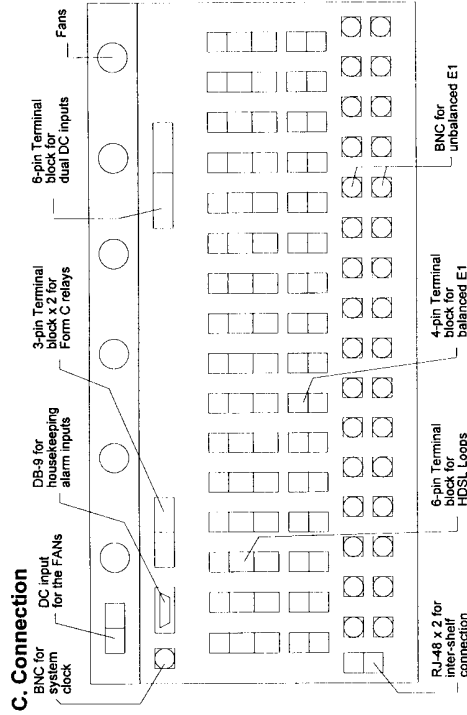 C. Connection
BNC for
system
clock
DC input
for the FANs
DB-9 for
housekeeping
alarm inputs
3-pin Terminal
block x 2 for
Form C relays
6-pin Terminal
block for
dual DC inputs
Fans
RJ-48 x 2 for
inter-shelf
connection
6-pin Terminal
block for
HDSL Loops
4-pin Terminal
block for
balanced E1
BNC for
unbalanced E1